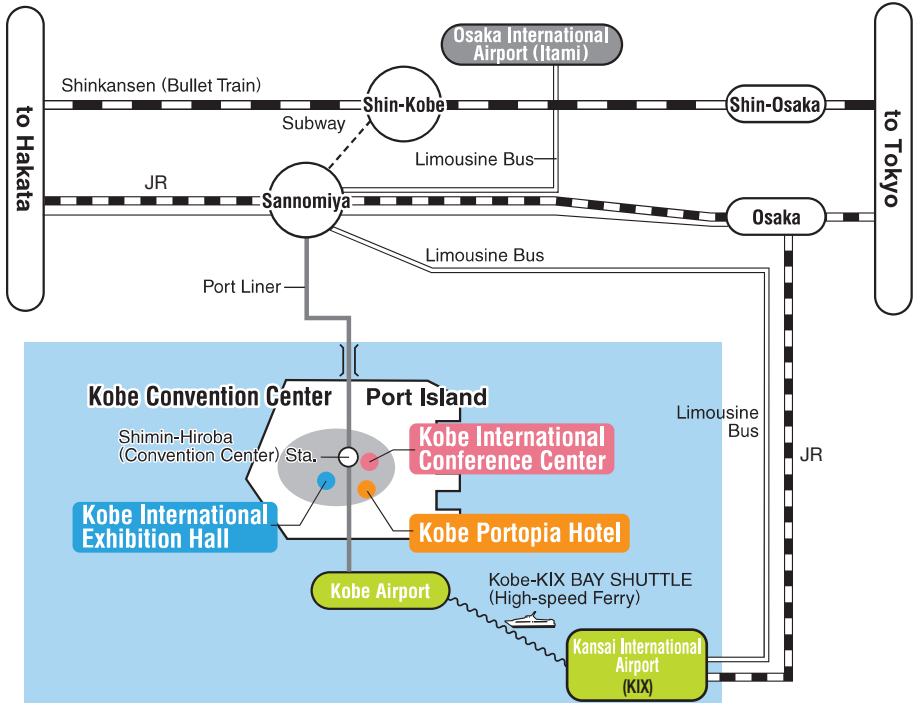 Osaka International
Airport (Itami)
Shinkansen (Bullet Train)
Shin-Kobe
Shin-Osaka
Subway
to Hakata
to Tokyo
Limousine Bus
JR
Sannomiya
Osaka
Limousine Bus
Port Liner
Kobe Convention Center
Port Island
Limousine
Bus
Shimin-Hiroba
(Convention Center) Sta.
Kobe International
Conference Center
JR
Kobe International
Exhibition Hall
Kobe Portopia Hotel
Kobe Airport
Kobe-KIX BAY SHUTTLE
(High-speed Ferry)
Kansai International
Airport
(KIX)